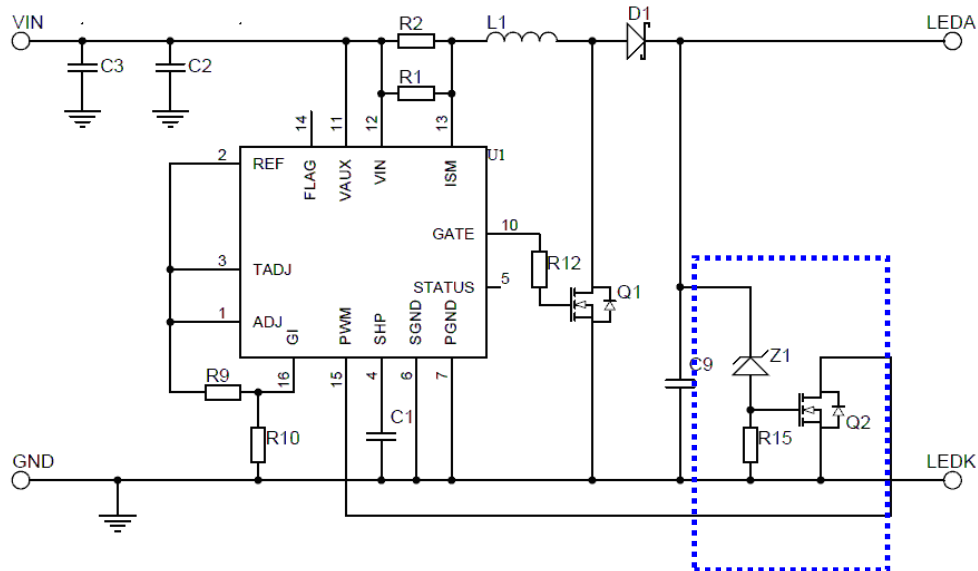 VIN
R2
L1
D1
LEDA
C3
C2
R1
14
11
12
13
U1
2
REF
FLAG
VAUX
VIN
ISM
GATE
10
3
TADJ
R12
STATUS
5
Q1
1
ADJ
GI
PWM
SHP
SGND
PGND
R9
16
15
4
6
7
C1
R10
C9
Z1
Q2
R15
GND
LEDK